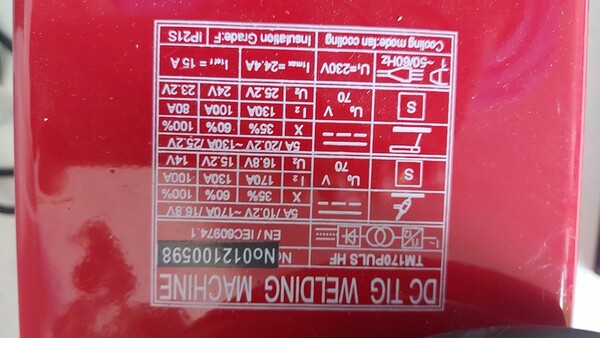 DC TIG WELDING MACHINE
TM170PULS HF No0012100598
EN / IEC60974.1
5A /10.2V ~170A /16.8V
X 35% 60% 100%
S U₀ 70 V I₂ 170A 130A 100A
U₂ 16.8V 15.2V 14V
5A /20.2V ~130A /25.2V
X 35% 60% 100%
S U₀ 70 V I₂ 130A 100A 80A
U₂ 25.2V 24V 23.2V
1~50/60Hz U₁=230V I₁max =24.4A I₁eff = 15 A
Cooling mode:fan cooling Insulation Grade:F IP21S